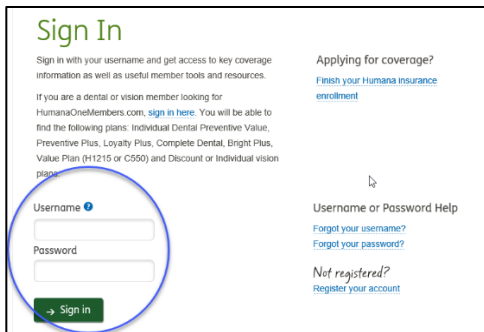 Sign In
Sign in with your username and get access to key coverage
information as well as useful member tools and resources.
If you are a dental or vision member looking for
HumanaOneMembers.com, sign in here. You will be able to
find the following plans: Individual Dental Preventive Value,
Preventive Plus, Loyalty Plus, Complete Dental, Bright Plus,
Value Plan (H1215 or C550) and Discount or Individual vision
plans.
Username
Password
→ Sign in
Applying for coverage?
Finish your Humana insurance
enrollment
Username or Password Help
Forgot your username?
Forgot your password?
Not registered?
Register your account